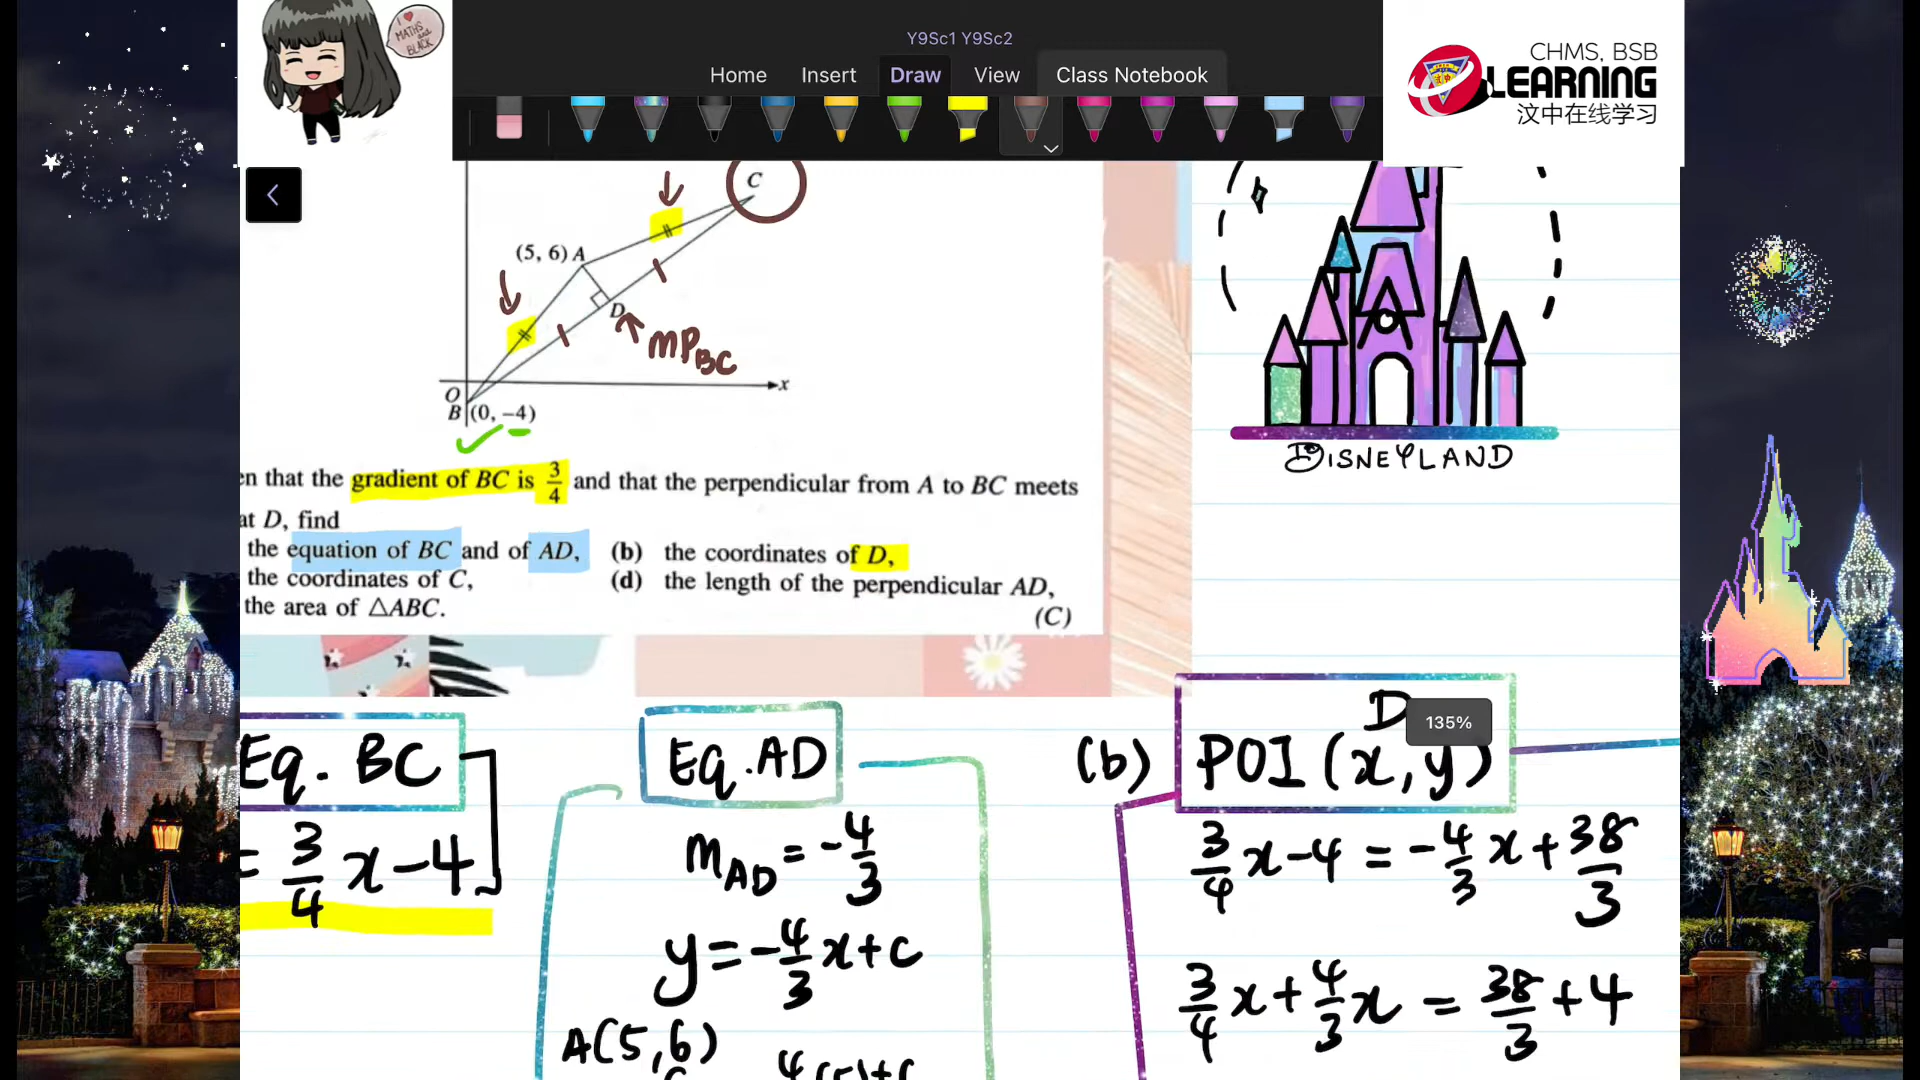 I ♥ MATHS and BLACK
Y9Sc1 Y9Sc2
Home Insert Draw View Class Notebook
CHMS, BSB
LEARNING
汶中在线学习
C
(5, 6) A
D
MP BC
x
O
B (0, −4)
en that the gradient of BC is 3/4 and that the perpendicular from A to BC meets
at D, find
the equation of BC and of AD, (b) the coordinates of D,
the coordinates of C, (d) the length of the perpendicular AD,
the area of △ABC.
(C)
DISNEYLAND
Eq. BC
= 3/4 x − 4
Eq. AD
m AD = −4/3
y = −4/3 x + c
A(5, 6)
D
135%
(b) POI (x, y)
3/4 x − 4 = −4/3 x + 38/3
3/4 x + 4/3 x = 38/3 + 4